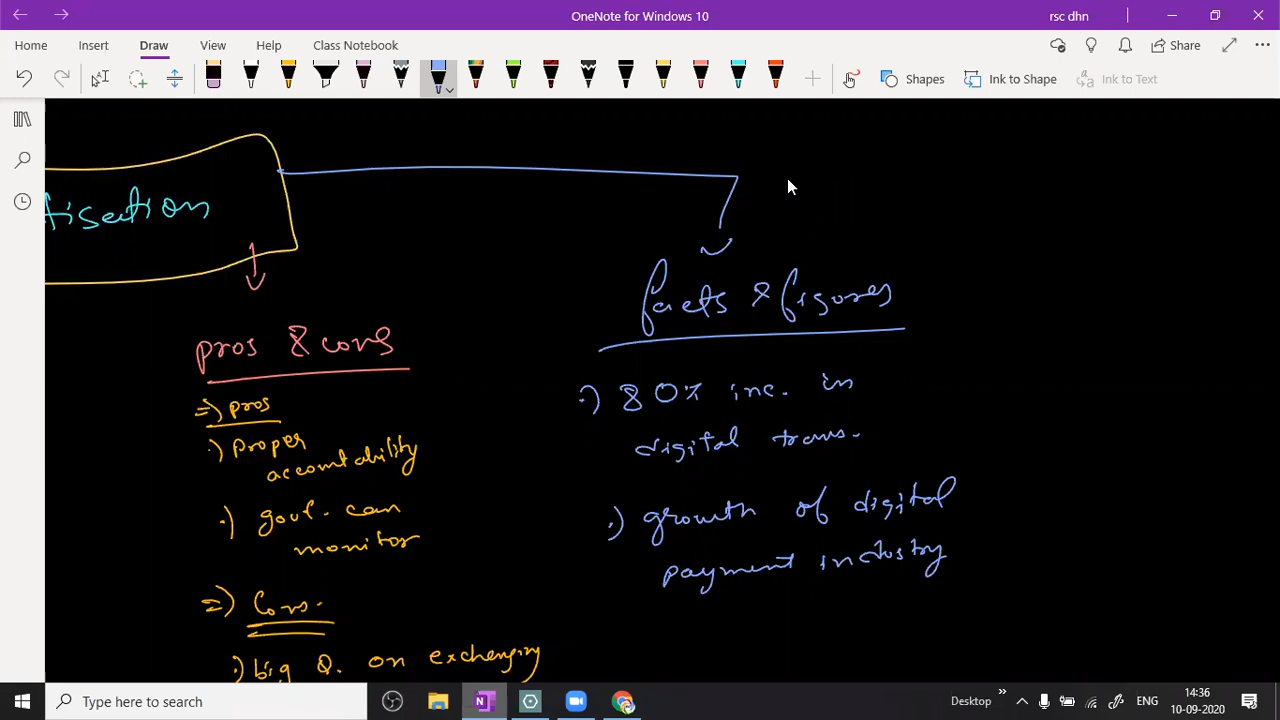 OneNote for Windows 10
rsc dhn
Home Insert Draw View Help Class Notebook
Share
Shapes Ink to Shape Ink to Text
tisation
pros & cons
=) pros
.) proper
accountability
.) govt. can
monitor
=) Cons.
.) big Q. on exchanging
facts & figures
.) 80% inc. in
digital trans.
.) growth of digital
payment industry
Type here to search
Desktop
ENG
14:36
10-09-2020